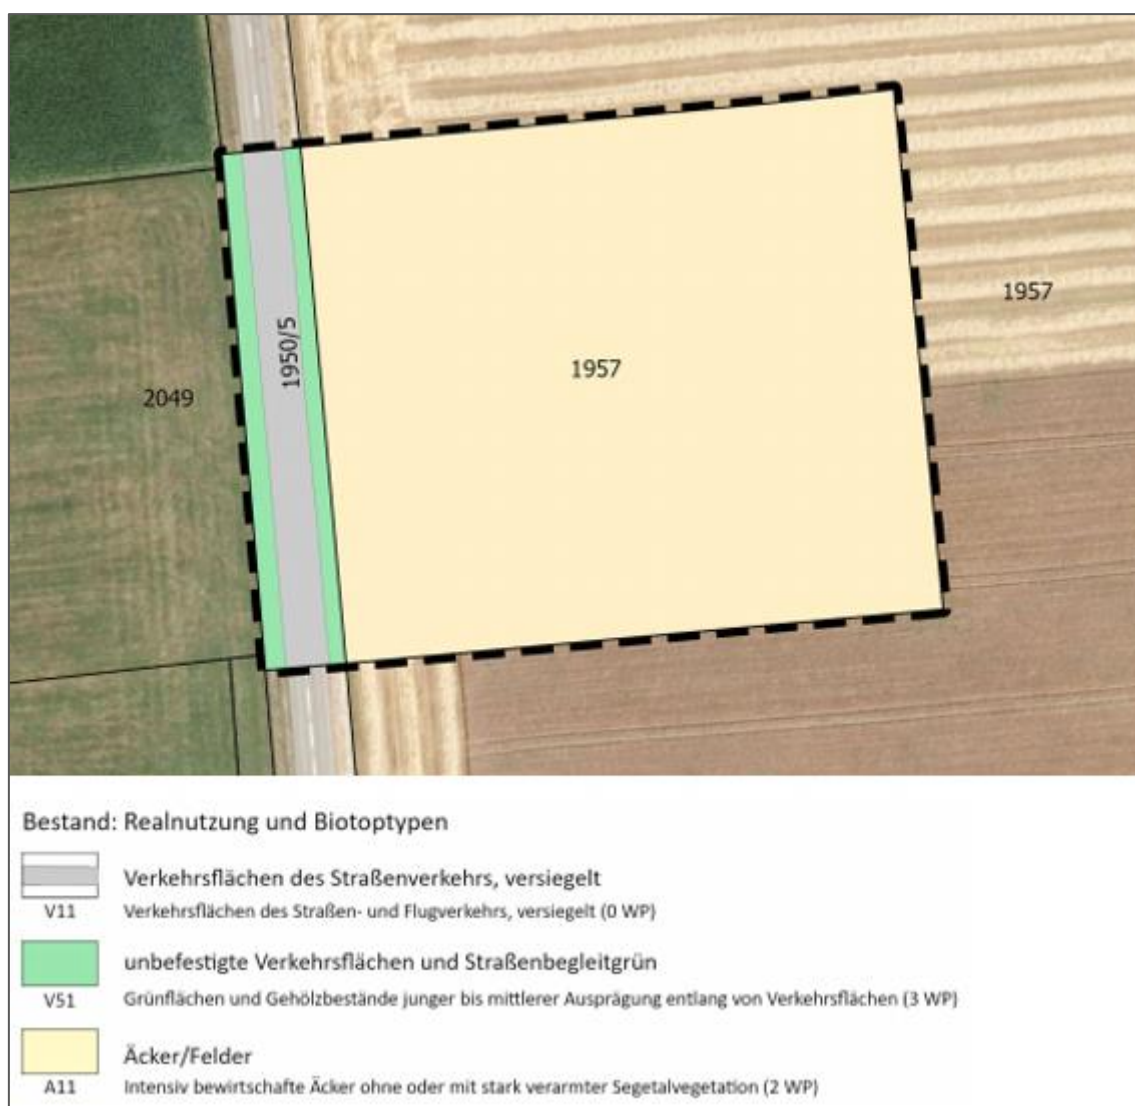 1957
1950/5
1957
2049
Bestand: Realnutzung und Biotoptypen
Verkehrsflächen des Straßenverkehrs, versiegelt
V11 Verkehrsflächen des Straßen- und Flugverkehrs, versiegelt (0 WP)
unbefestigte Verkehrsflächen und Straßenbegleitgrün
V51 Grünflächen und Gehölzbestände junger bis mittlerer Ausprägung entlang von Verkehrsflächen (3 WP)
Äcker/Felder
A11 Intensiv bewirtschafte Äcker ohne oder mit stark verarmter Segetalvegetation (2 WP)